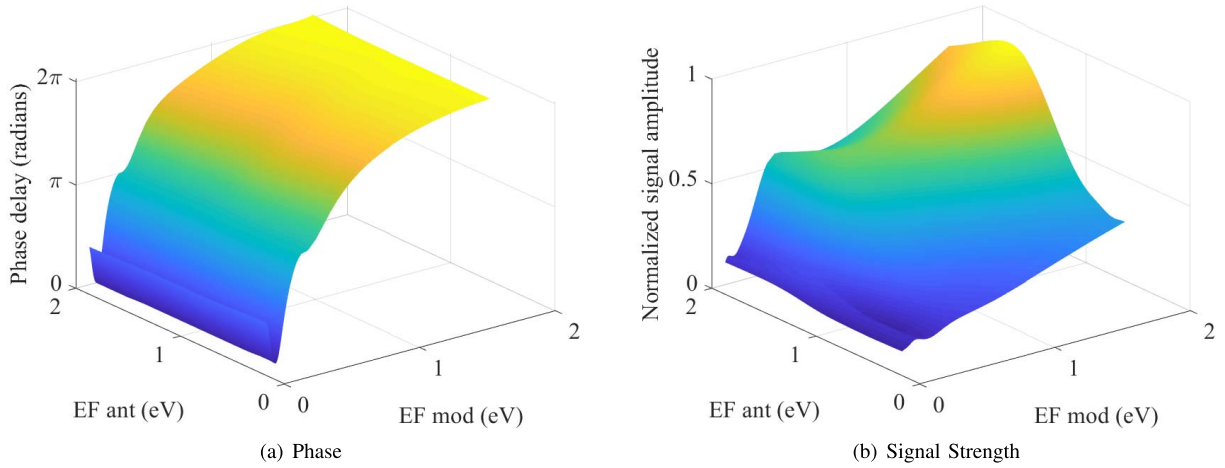 2π
π
0
Phase delay (radians)
2
1
0
EF ant (eV)
0
1
2
EF mod (eV)
(a) Phase
1
0.5
0
Normalized signal amplitude
2
1
0
EF ant (eV)
0
1
2
EF mod (eV)
(b) Signal Strength